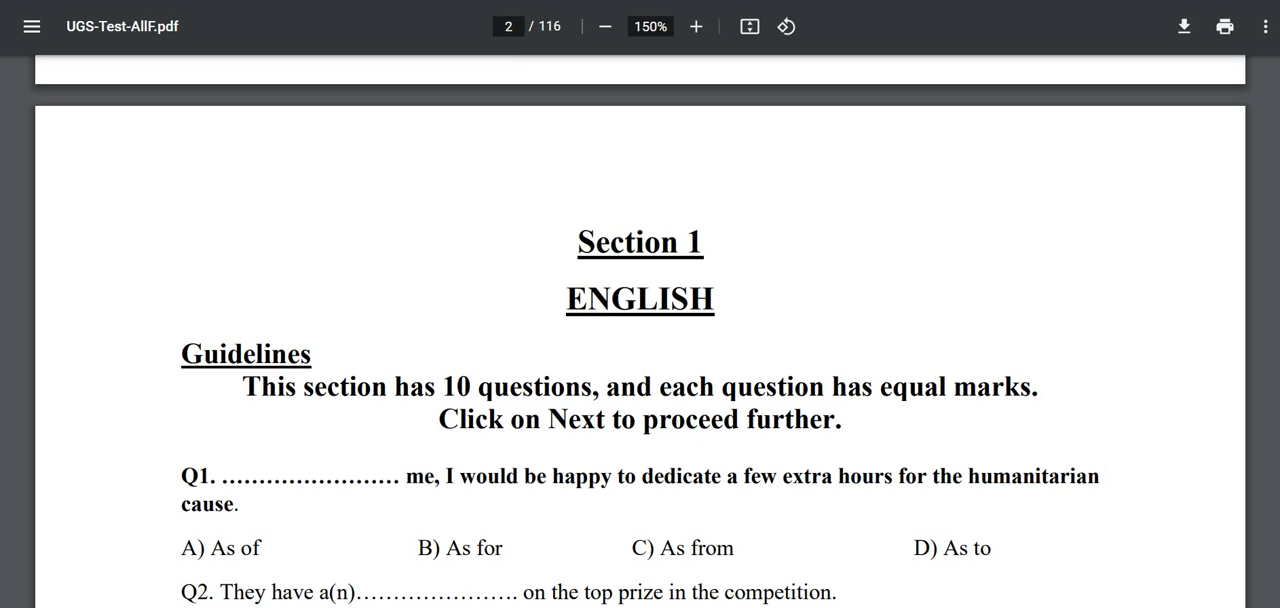 UGS-Test-AllF.pdf 2 / 116 150%
Section 1
ENGLISH
Guidelines
This section has 10 questions, and each question has equal marks.
Click on Next to proceed further.
Q1. ........................ me, I would be happy to dedicate a few extra hours for the humanitarian
cause.
A) As of B) As for C) As from D) As to
Q2. They have a(n)...................... on the top prize in the competition.